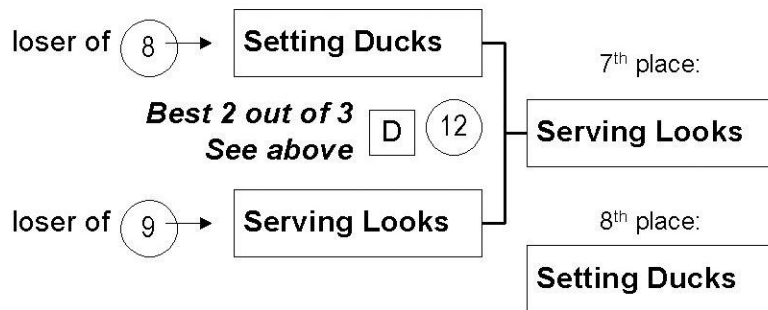 loser of 8 Setting Ducks
7th place:
Best 2 out of 3
See above
D 12
Serving Looks
loser of 9 Serving Looks
8th place:
Setting Ducks